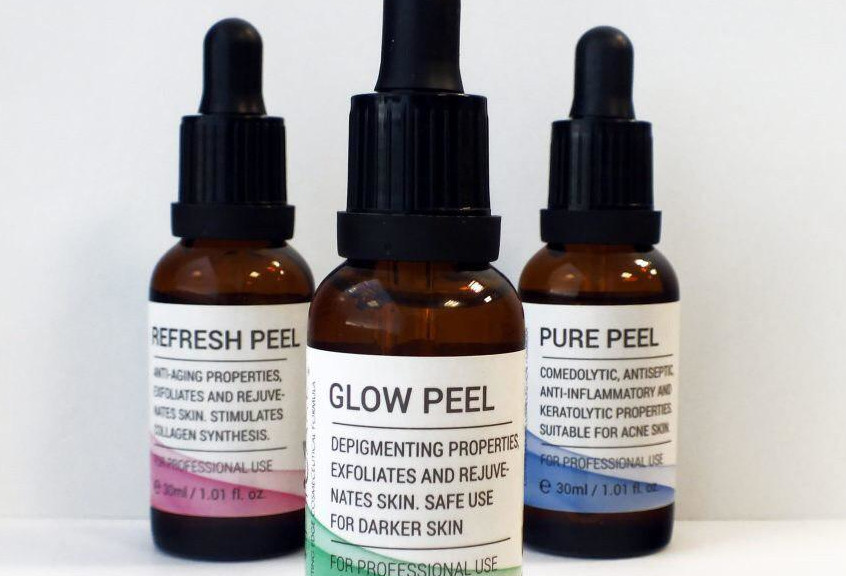 REFRESH PEEL
ANTI-AGING PROPERTIES,
EXFOLIATES AND REJUVE-
NATES SKIN. STIMULATES
COLLAGEN SYNTHESIS.
FOR PROFESSIONAL USE
℮ 30ml / 1.01 fl. oz.
GLOW PEEL
DEPIGMENTING PROPERTIES,
EXFOLIATES AND REJUVE-
NATES SKIN. SAFE USE
FOR DARKER SKIN
FOR PROFESSIONAL USE
EDGE COSMECEUTICAL FORMULA
PURE PEEL
COMEDOLYTIC, ANTISEPTIC,
ANTI-INFLAMMATORY AND
KERATOLYTIC PROPERTIES.
SUITABLE FOR ACNE SKIN.
FOR PROFESSIONAL USE
℮ 30ml / 1.01 fl. oz.